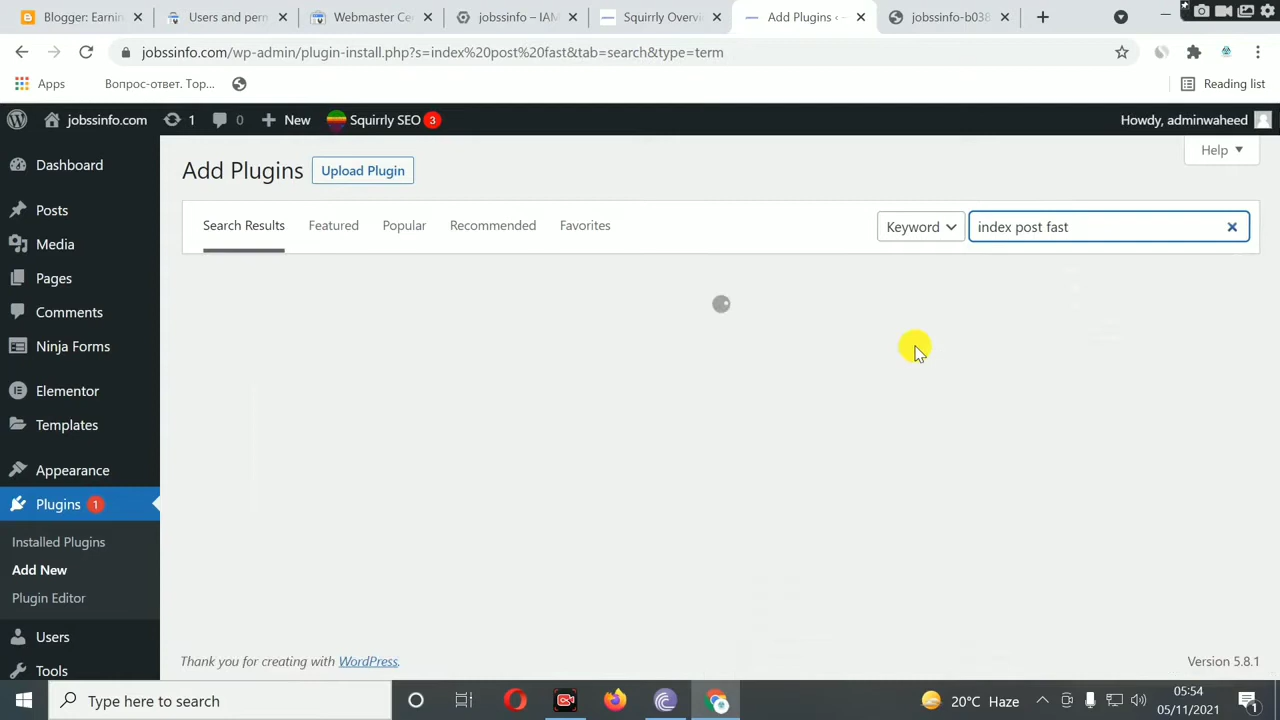 Blogger: Earnin
Users and perm
Webmaster Ce
jobssinfo – IA
Squirrly Overvi
Add Plugins ‹
jobssinfo-b038
jobssinfo.com/wp-admin/plugin-install.php?s=index%20post%20fast&tab=search&type=term
Apps
Вопрос-ответ. Тор...
Reading list
jobssinfo.com
1
0
New
Squirrly SEO 3
Howdy, adminwaheed
Help
Add Plugins
Upload Plugin
Search Results
Featured
Popular
Recommended
Favorites
Keyword
index post fast
Dashboard
Posts
Media
Pages
Comments
Ninja Forms
Elementor
Templates
Appearance
Plugins 1
Installed Plugins
Add New
Plugin Editor
Users
Tools
Thank you for creating with WordPress.
Version 5.8.1
Type here to search
20°C Haze
05:54
05/11/2021
1